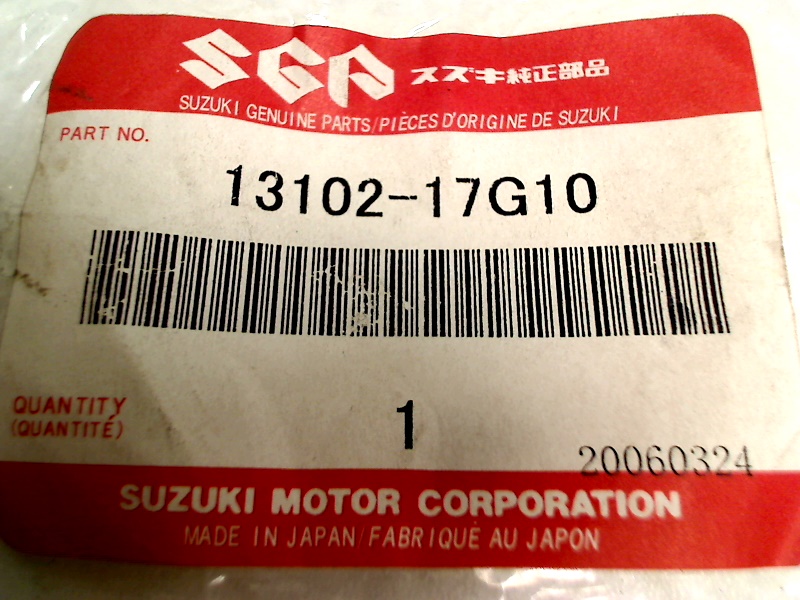 SGP スズキ純正部品
SUZUKI GENUINE PARTS/PIÈCES D'ORIGINE DE SUZUKI
PART NO.
13102-17G10
QUANTITY
(QUANTITÉ)
1
20060324
SUZUKI MOTOR CORPORATION
MADE IN JAPAN/FABRIQUÉ AU JAPON